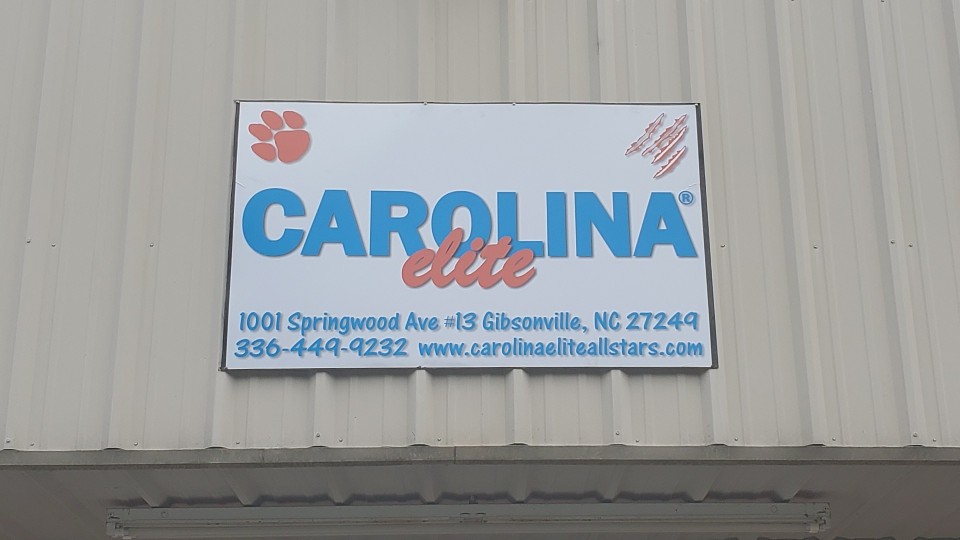 CAROLINA®
elite
1001 Springwood Ave #13 Gibsonville, NC 27249
336-449-9232 www.carolinaeliteallstars.com